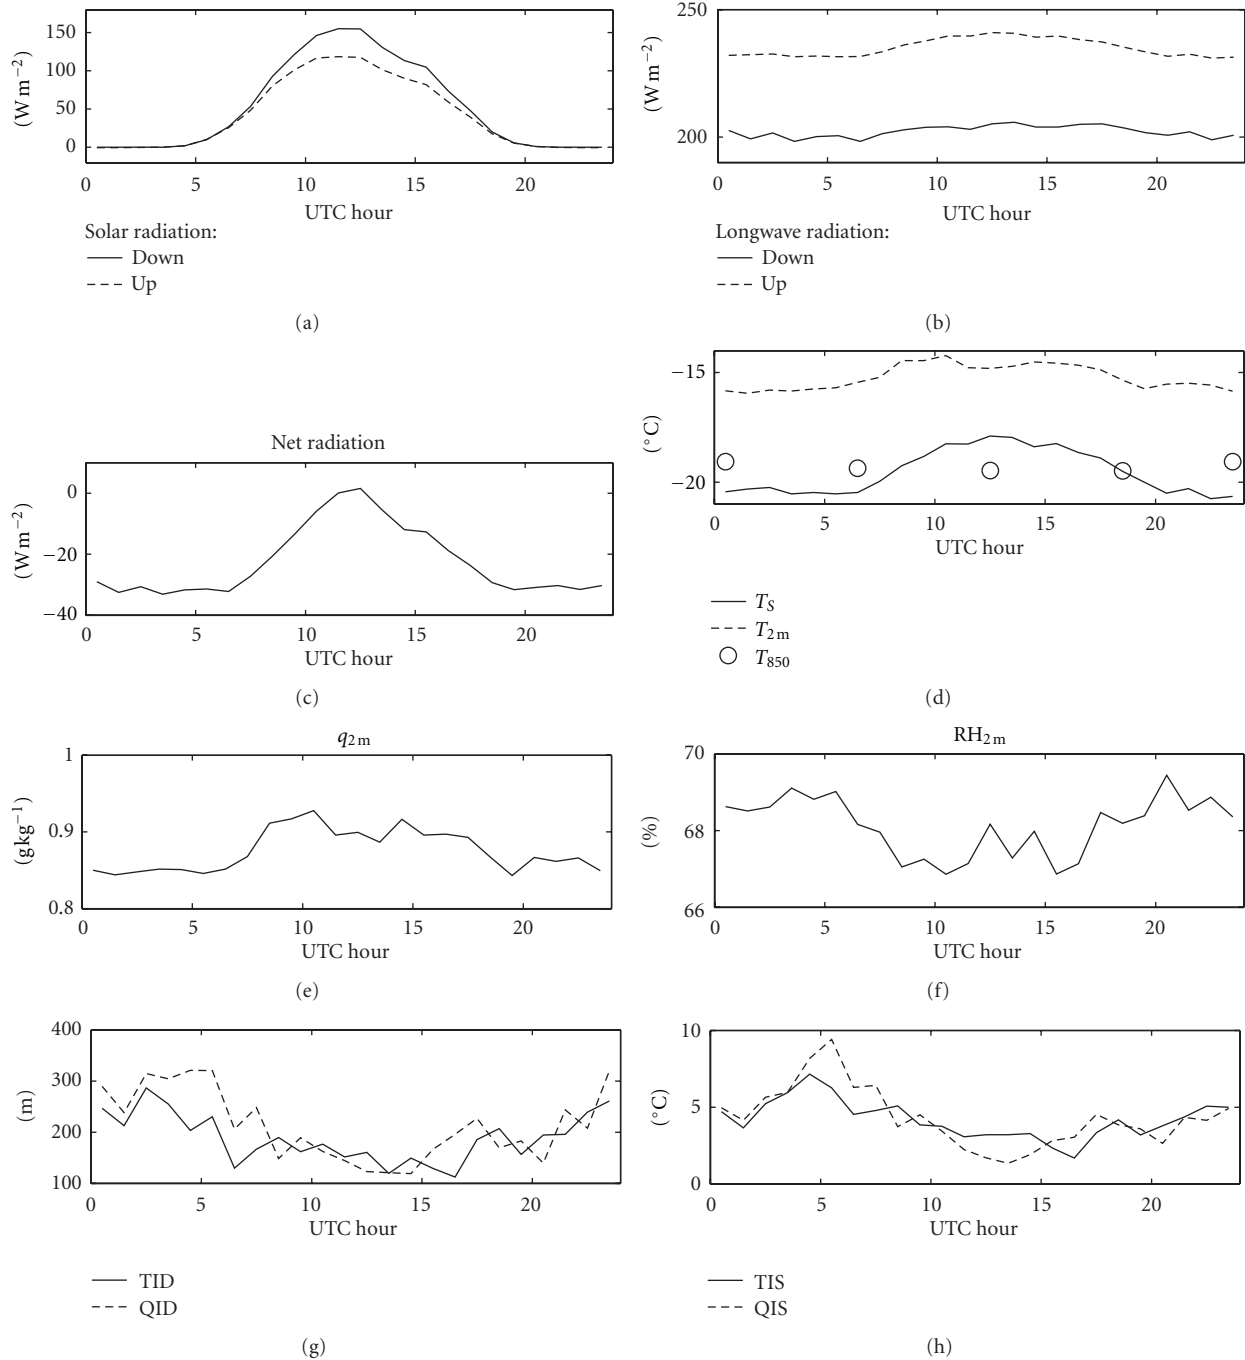 150
100
50
0
(W m−2)
0 5 10 15 20
UTC hour
Solar radiation:
Down
Up
(a)
250
200
(W m−2)
0 5 10 15 20
UTC hour
Longwave radiation:
Down
Up
(b)
Net radiation
0
−20
−40
(W m−2)
0 5 10 15 20
UTC hour
(c)
−15
−20
(°C)
0 5 10 15 20
UTC hour
TS
T2 m
T850
(d)
q2 m
1
0.9
0.8
(g kg−1)
0 5 10 15 20
UTC hour
(e)
RH2 m
70
68
66
(%)
0 5 10 15 20
UTC hour
(f)
400
300
200
100
(m)
0 5 10 15 20
UTC hour
TID
QID
(g)
10
5
0
(°C)
0 5 10 15 20
UTC hour
TIS
QIS
(h)